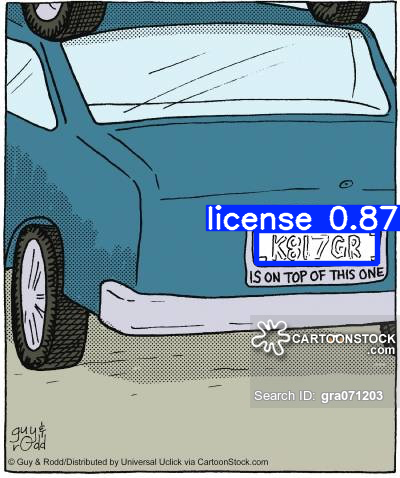 license 0.87
K817GR
IS ON TOP OF THIS ONE
CARTOONSTOCK
.com
Search ID: gra071203
guy &
rodd
© Guy & Rodd/Distributed by Universal Uclick via CartoonStock.com